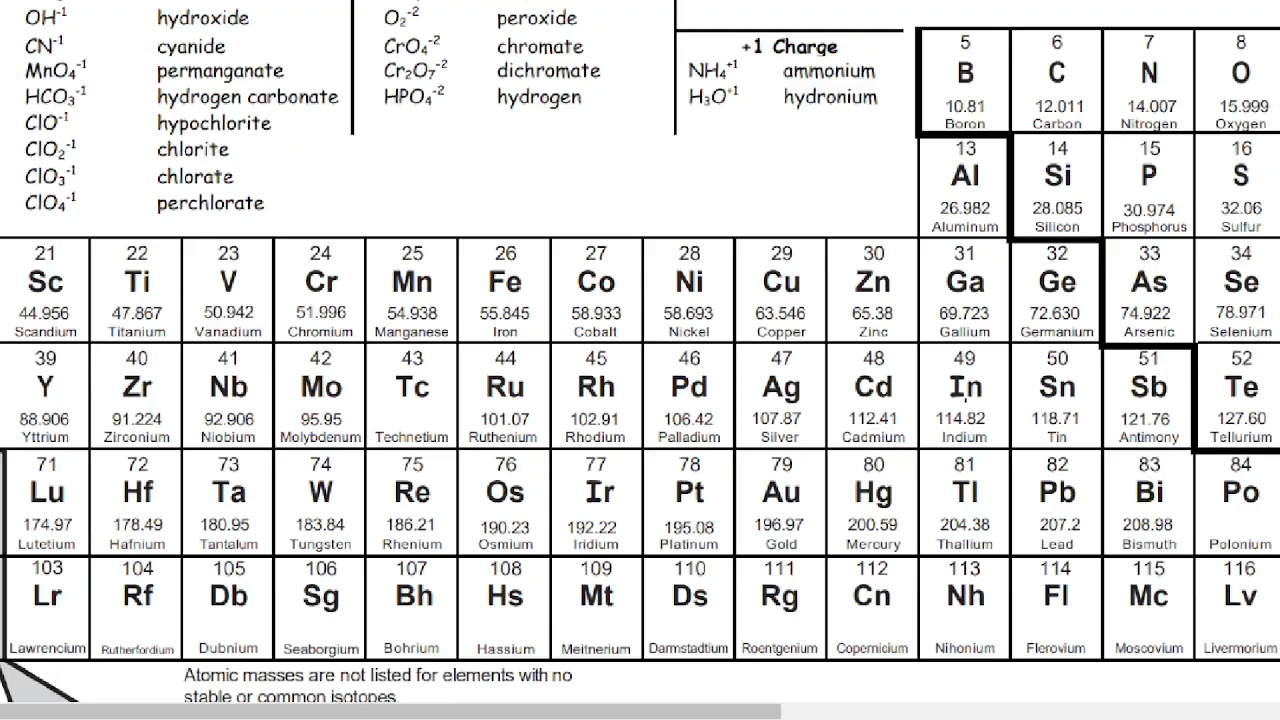 OH-1 hydroxide
CN-1 cyanide
MnO4-1 permanganate
HCO3-1 hydrogen carbonate
ClO-1 hypochlorite
ClO2-1 chlorite
ClO3-1 chlorate
ClO4-1 perchlorate
O2-2 peroxide
CrO4-2 chromate
Cr2O7-2 dichromate
HPO4-2 hydrogen
+1 Charge
NH4+1 ammonium
H3O+1 hydronium
5 6 7 8
B C N O
10.81 12.011 14.007 15.999
Boron Carbon Nitrogen Oxygen
13 14 15 16
Al Si P S
26.982 28.085 30.974 32.06
Aluminum Silicon Phosphorus Sulfur
21 22 23 24 25 26 27 28 29 30 31 32 33 34
Sc Ti V Cr Mn Fe Co Ni Cu Zn Ga Ge As Se
44.956 47.867 50.942 51.996 54.938 55.845 58.933 58.693 63.546 65.38 69.723 72.630 74.922 78.971
Scandium Titanium Vanadium Chromium Manganese Iron Cobalt Nickel Copper Zinc Gallium Germanium Arsenic Selenium
39 40 41 42 43 44 45 46 47 48 49 50 51 52
Y Zr Nb Mo Tc Ru Rh Pd Ag Cd In Sn Sb Te
88.906 91.224 92.906 95.95 101.07 102.91 106.42 107.87 112.41 114.82 118.71 121.76 127.60
Yttrium Zirconium Niobium Molybdenum Technetium Ruthenium Rhodium Palladium Silver Cadmium Indium Tin Antimony Tellurium
71 72 73 74 75 76 77 78 79 80 81 82 83 84
Lu Hf Ta W Re Os Ir Pt Au Hg Tl Pb Bi Po
174.97 178.49 180.95 183.84 186.21 190.23 192.22 195.08 196.97 200.59 204.38 207.2 208.98
Lutetium Hafnium Tantalum Tungsten Rhenium Osmium Iridium Platinum Gold Mercury Thallium Lead Bismuth Polonium
103 104 105 106 107 108 109 110 111 112 113 114 115 116
Lr Rf Db Sg Bh Hs Mt Ds Rg Cn Nh Fl Mc Lv
Lawrencium Rutherfordium Dubnium Seaborgium Bohrium Hassium Meitnerium Darmstadtium Roentgenium Copernicium Nihonium Flerovium Moscovium Livermorium
Atomic masses are not listed for elements with no
stable or common isotopes.